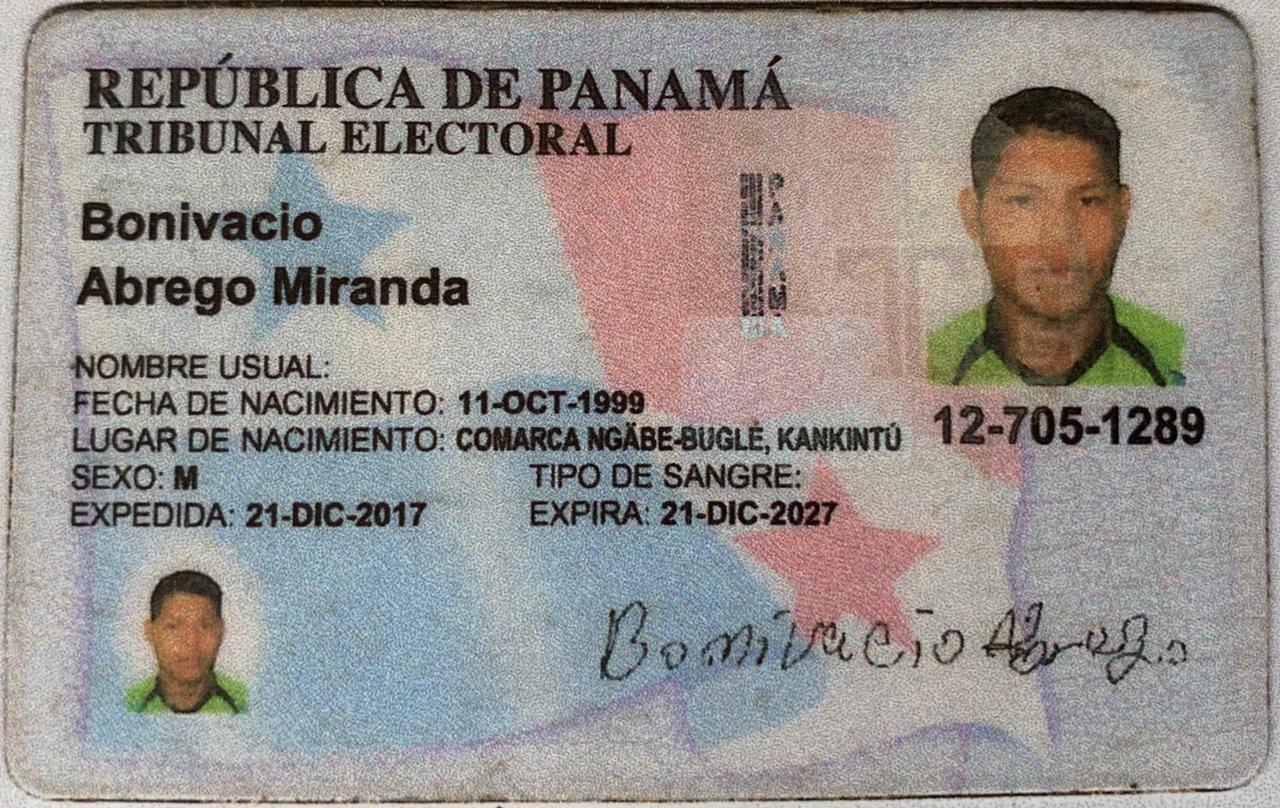 REPÚBLICA DE PANAMÁ
TRIBUNAL ELECTORAL
Bonivacio
Abrego Miranda
NOMBRE USUAL:
FECHA DE NACIMIENTO: 11-OCT-1999
LUGAR DE NACIMIENTO: COMARCA NGÄBE-BUGLÉ, KANKINTÚ
SEXO: M
TIPO DE SANGRE:
EXPEDIDA: 21-DIC-2017
EXPIRA: 21-DIC-2027
PANAMÁ
12-705-1289
Bonivacio Abrego